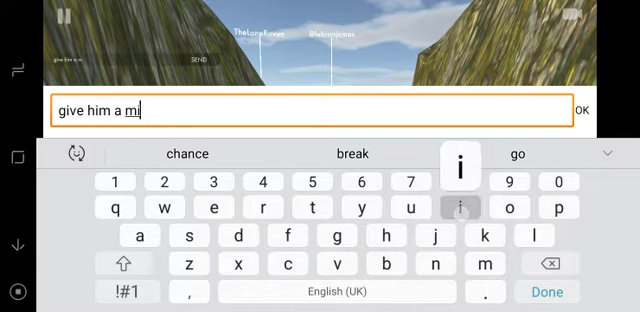 TheLoneRaven @lebronjames
give him a mi SEND
give him a mi OK
chance break go
i
1 2 3 4 5 6 7 9 0
q w e r t y u i o p
a s d f g h j k l
z x c v b n m
!#1 , English (UK) . Done